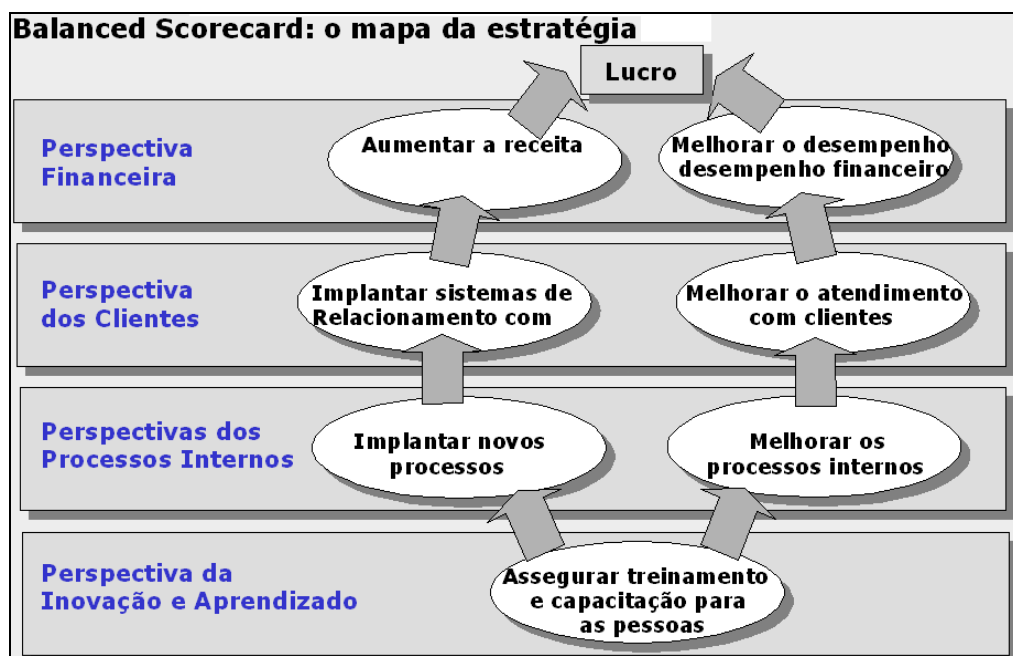 Balanced Scorecard: o mapa da estratégia
Lucro
Perspectiva
Financeira
Aumentar a receita
Melhorar o desempenho
desempenho financeiro
Perspectiva
dos Clientes
Implantar sistemas de
Relacionamento com
Melhorar o atendimento
com clientes
Perspectivas dos
Processos Internos
Implantar novos
processos
Melhorar os
processos internos
Perspectiva da
Inovação e Aprendizado
Assegurar treinamento
e capacitação para
as pessoas